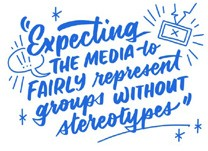 "Expecting
THE MEDIA to
FAIRLY represent
groups WITHOUT
stereotypes"